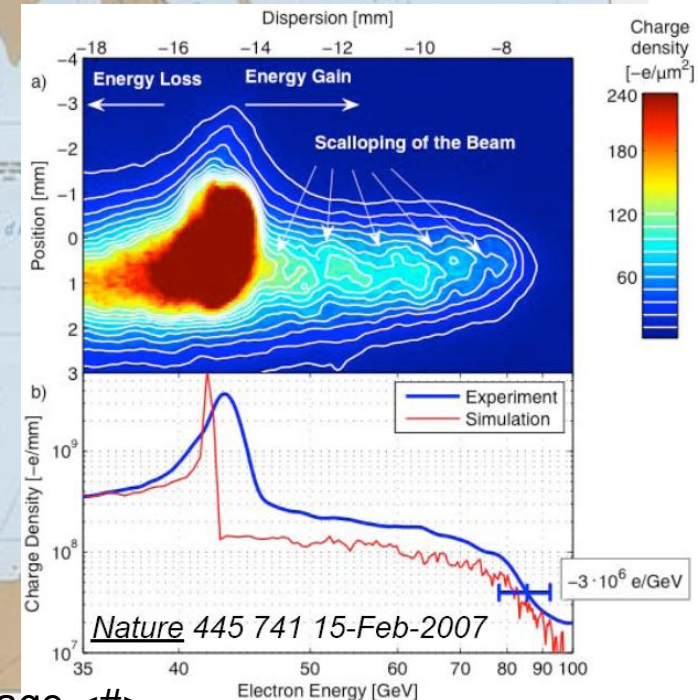 Dispersion [mm]
−18 −16 −14 −12 −10 −8
Charge
density
[−e/μm²]
a)
Position [mm]
−4
−3
−2
−1
0
1
2
3
Energy Loss
Energy Gain
Scalloping of the Beam
240
180
120
60
b)
Charge Density [−e/mm]
10⁹
10⁸
10⁷
Experiment
Simulation
−3·10⁶ e/GeV
Nature 445 741 15-Feb-2007
35 40 50 60 70 80 90 100
Electron Energy [GeV]